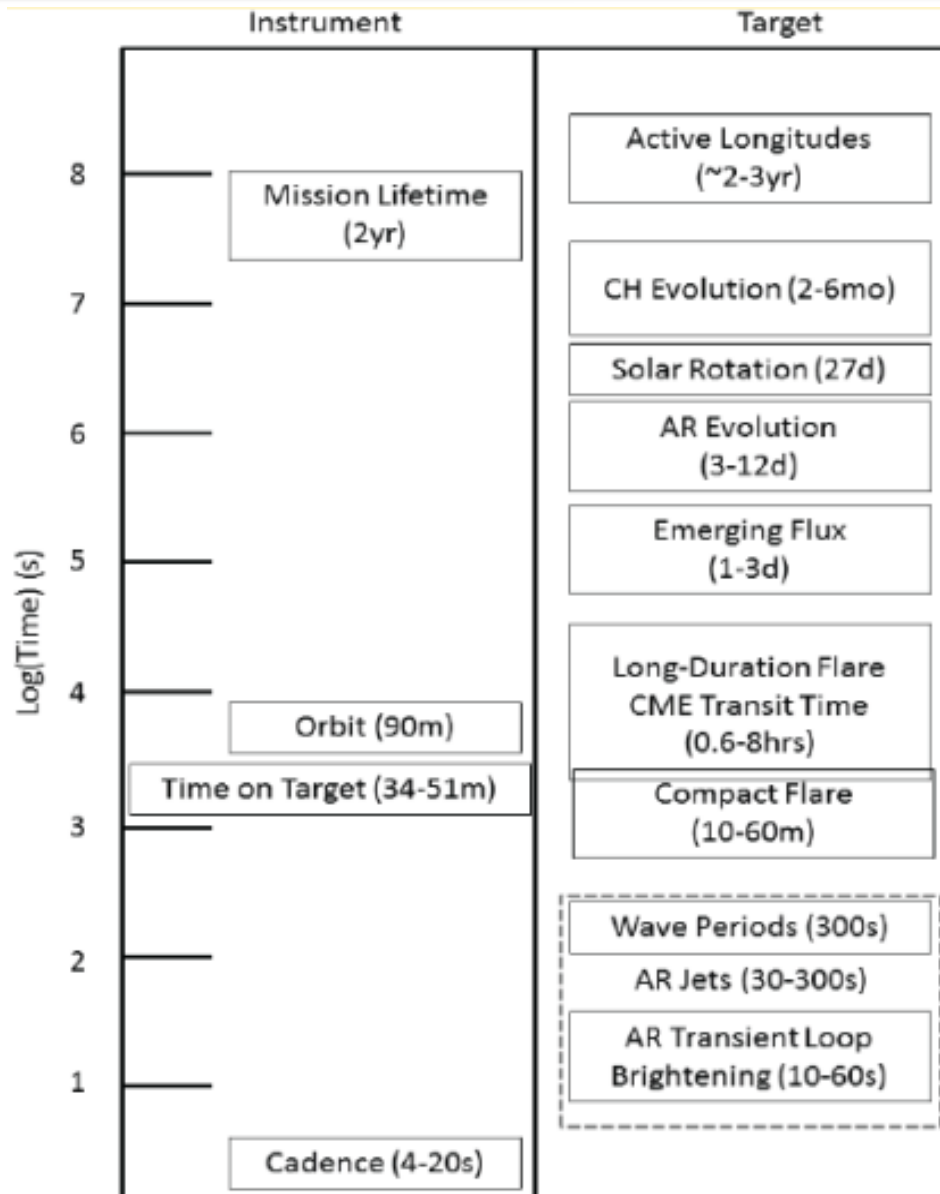 Instrument
Target
Log(Time) (s)
8
7
6
5
4
3
2
1
Mission Lifetime
(2yr)
Orbit (90m)
Time on Target (34-51m)
Cadence (4-20s)
Active Longitudes
(~2-3yr)
CH Evolution (2-6mo)
Solar Rotation (27d)
AR Evolution
(3-12d)
Emerging Flux
(1-3d)
Long-Duration Flare
CME Transit Time
(0.6-8hrs)
Compact Flare
(10-60m)
Wave Periods (300s)
AR Jets (30-300s)
AR Transient Loop
Brightening (10-60s)